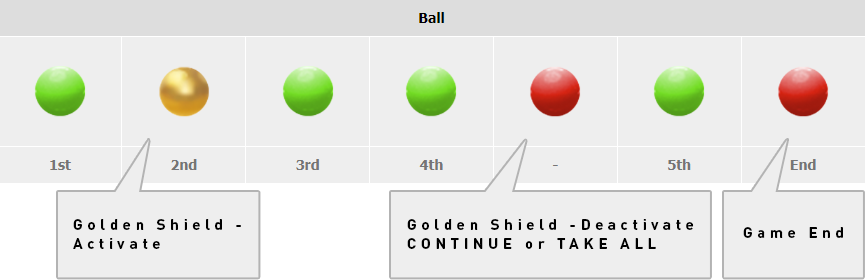 Ball
1st
2nd
3rd
4th
-
5th
End
Golden Shield -
Activate
Golden Shield -Deactivate
CONTINUE or TAKE ALL
Game End